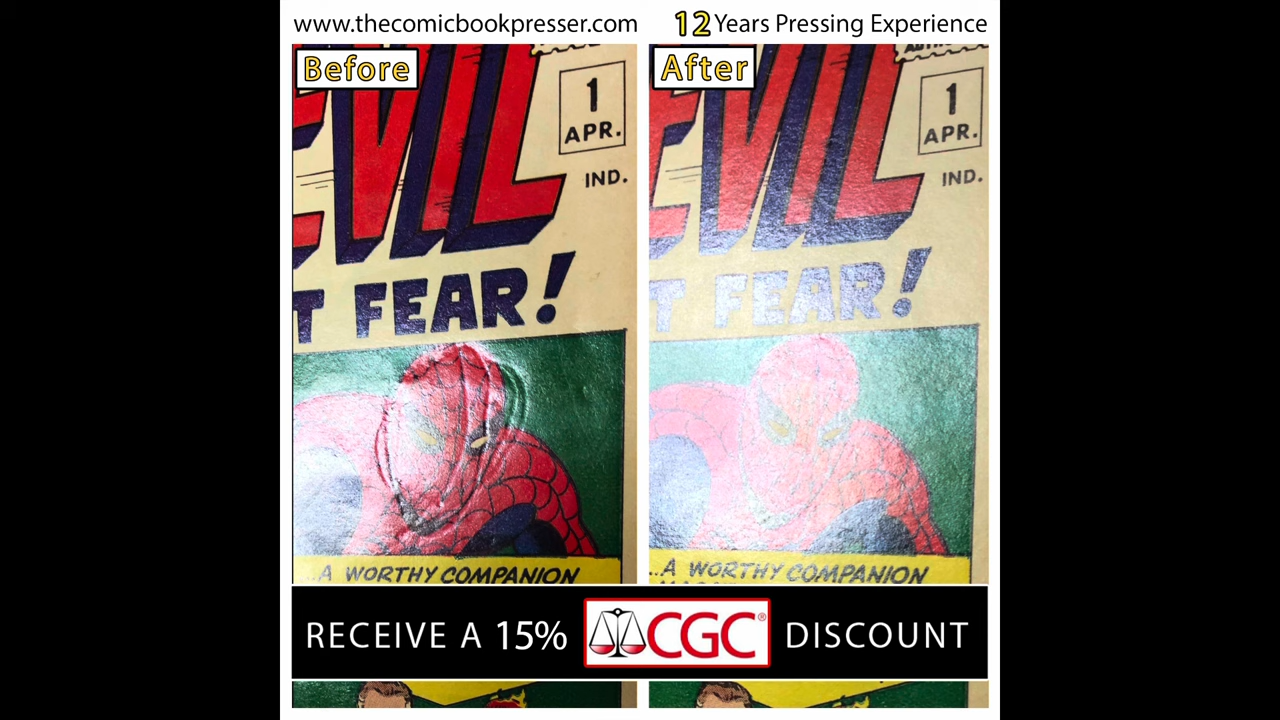 www.thecomicbookpresser.com
12 Years Pressing Experience
Before
EVIL
1
APR.
IND.
T FEAR!
...A WORTHY COMPANION
After
EVIL
1
APR.
IND.
T FEAR!
...A WORTHY COMPANION
RECEIVE A 15% CGC® DISCOUNT